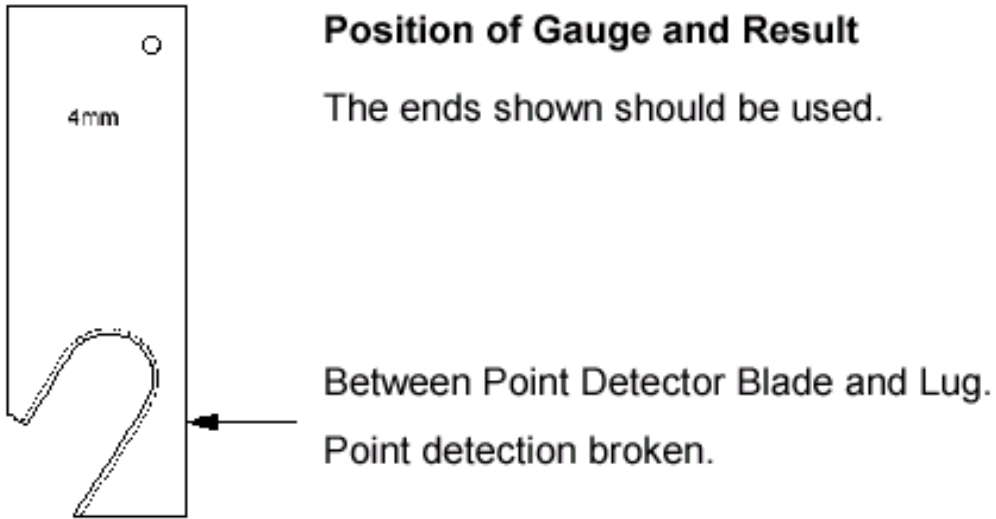 Position of Gauge and Result
4mm
The ends shown should be used.
Between Point Detector Blade and Lug.
Point detection broken.